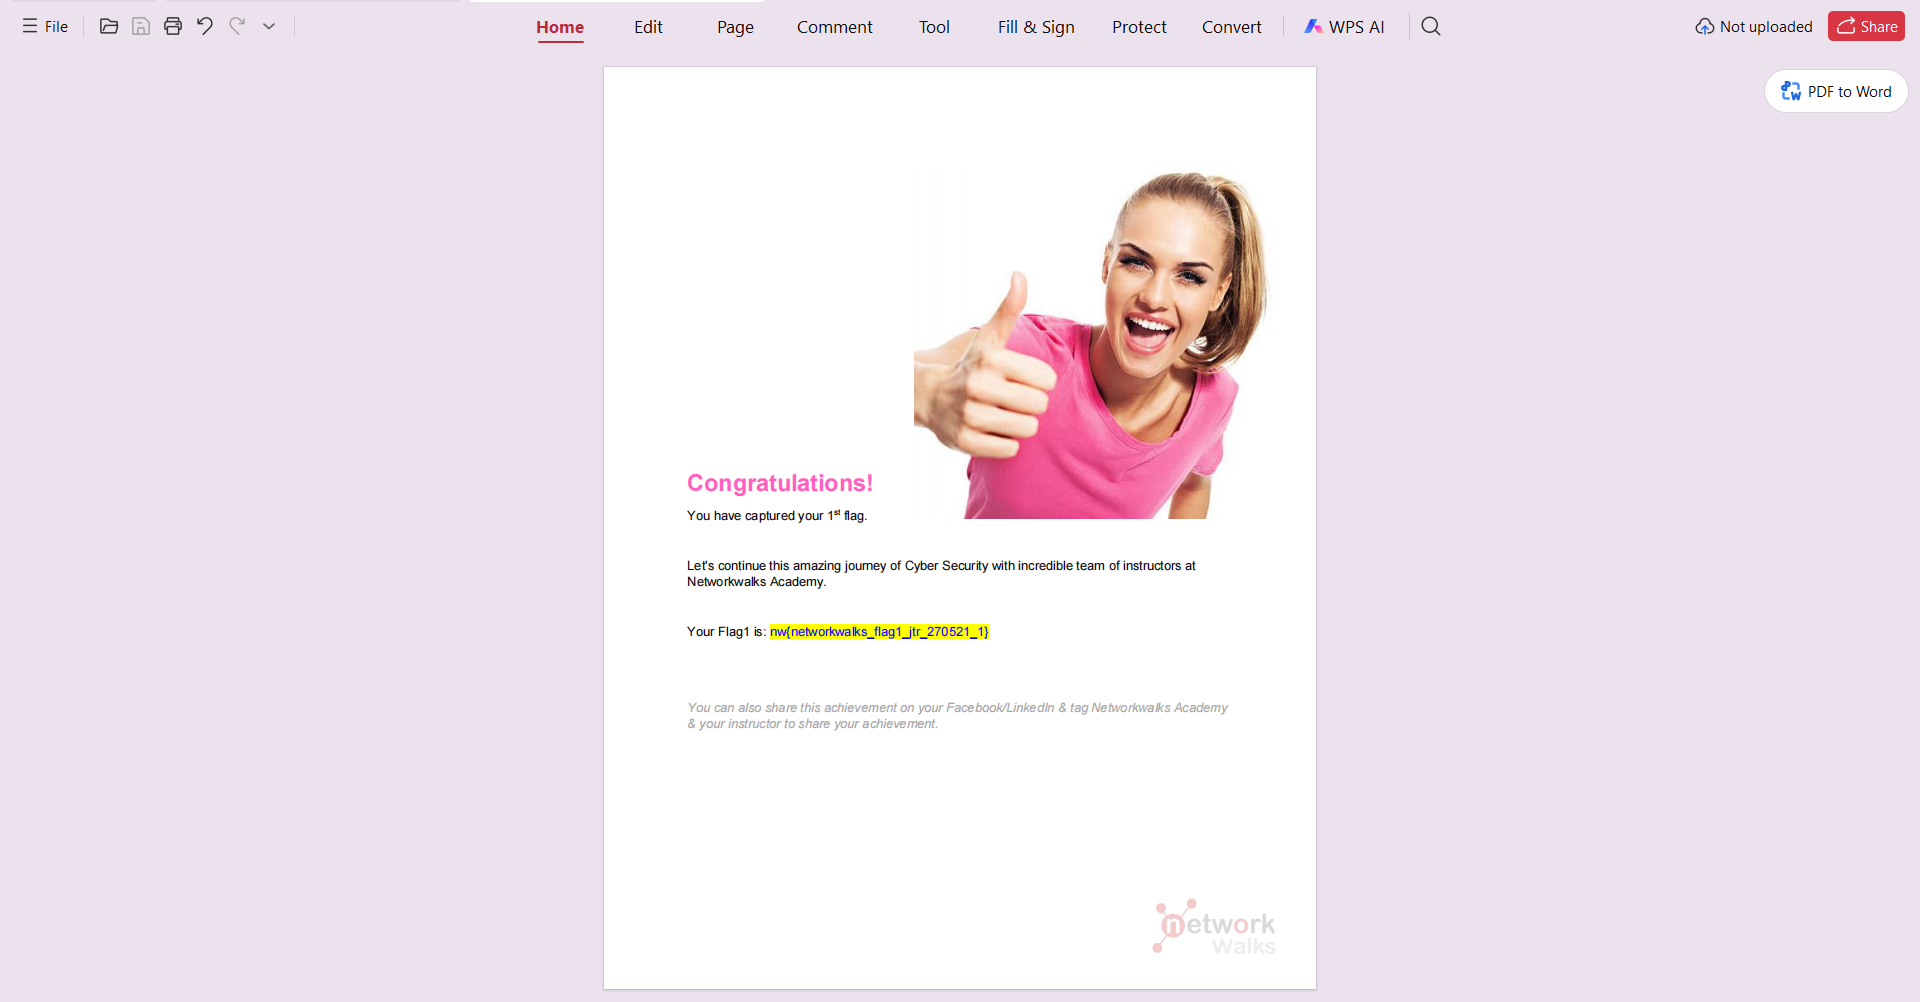 File
Home
Edit
Page
Comment
Tool
Fill & Sign
Protect
Convert
WPS AI
Not uploaded
Share
PDF to Word
Congratulations!
You have captured your 1st flag.
Let's continue this amazing journey of Cyber Security with incredible team of instructors at
Networkwalks Academy.
Your Flag1 is: nw{networkwalks_flag1_jtr_270521_1}
You can also share this achievement on your Facebook/LinkedIn & tag Networkwalks Academy
& your instructor to share your achievement.
network
Walks